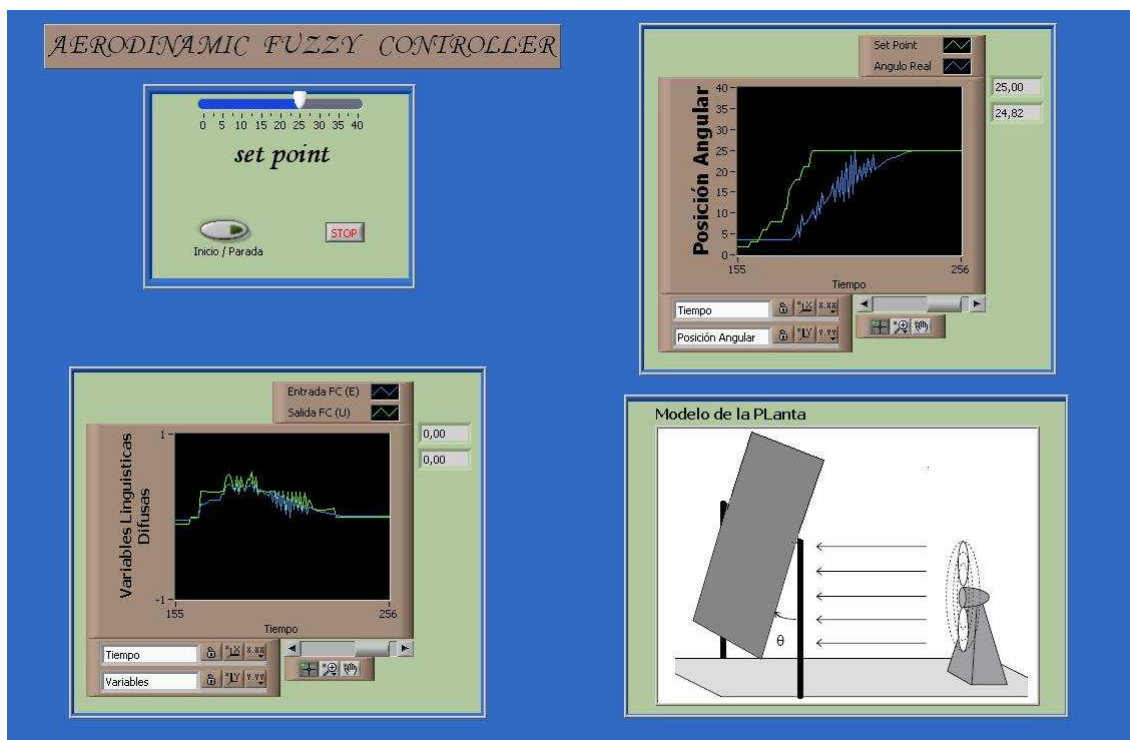 AERODINAMIC FUZZY CONTROLLER
0 5 10 15 20 25 30 35 40
set point
Inicio / Parada
STOP
Set Point
Angulo Real
25,00
24,82
Posición Angular
40
35
30
25
20
15
10
5
0
155 256
Tiempo
Tiempo
Posición Angular
Entrada FC (E)
Salida FC (U)
0,00
0,00
Variables Linguisticas
Difusas
1
-1
155 256
Tiempo
Tiempo
Variables
Modelo de la PLanta
θ